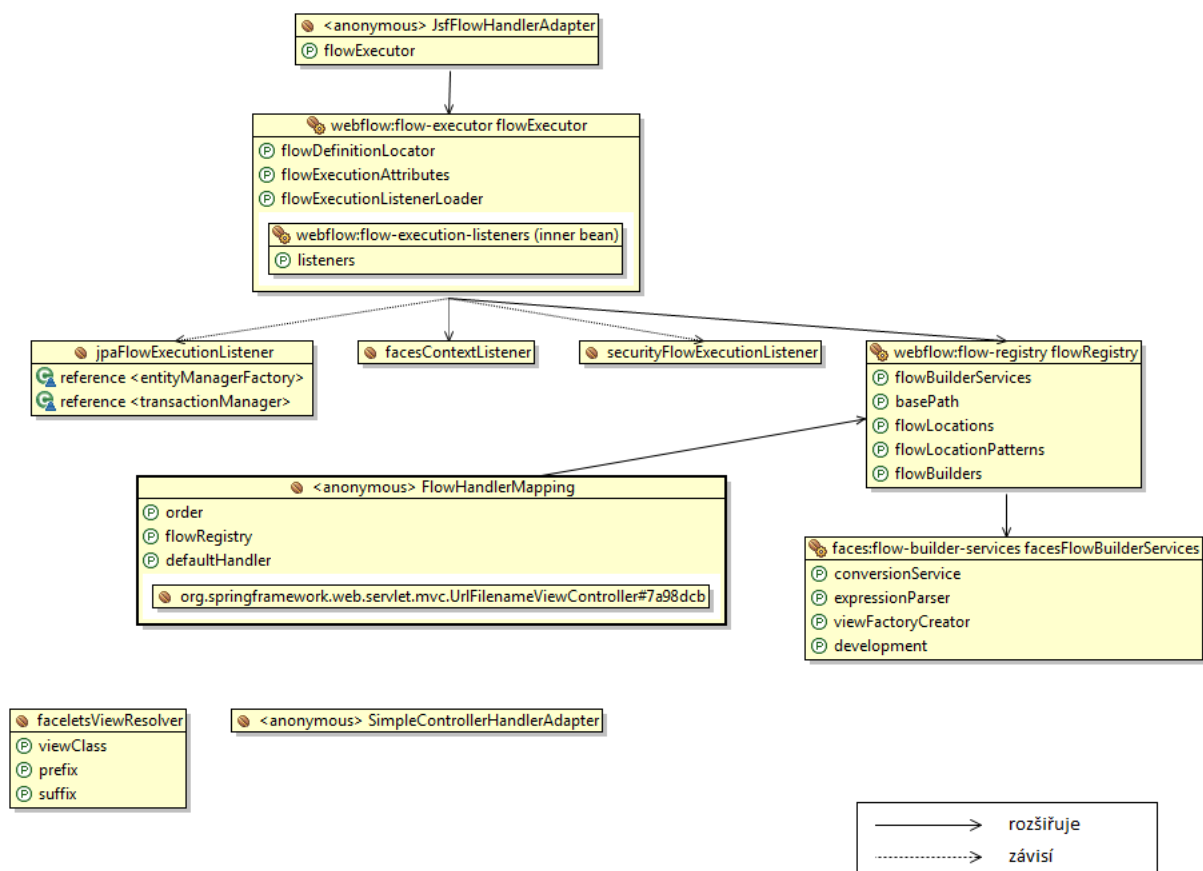 <anonymous> JsfFlowHandlerAdapter
flowExecutor
webflow:flow-executor flowExecutor
flowDefinitionLocator
flowExecutionAttributes
flowExecutionListenerLoader
webflow:flow-execution-listeners (inner bean)
listeners
jpaFlowExecutionListener
reference <entityManagerFactory>
reference <transactionManager>
facesContextListener
securityFlowExecutionListener
webflow:flow-registry flowRegistry
flowBuilderServices
basePath
flowLocations
flowLocationPatterns
flowBuilders
<anonymous> FlowHandlerMapping
order
flowRegistry
defaultHandler
org.springframework.web.servlet.mvc.UrlFilenameViewController#7a98dcb
faces:flow-builder-services facesFlowBuilderServices
conversionService
expressionParser
viewFactoryCreator
development
faceletsViewResolver
viewClass
prefix
suffix
<anonymous> SimpleControllerHandlerAdapter
rozšiřuje
závisí